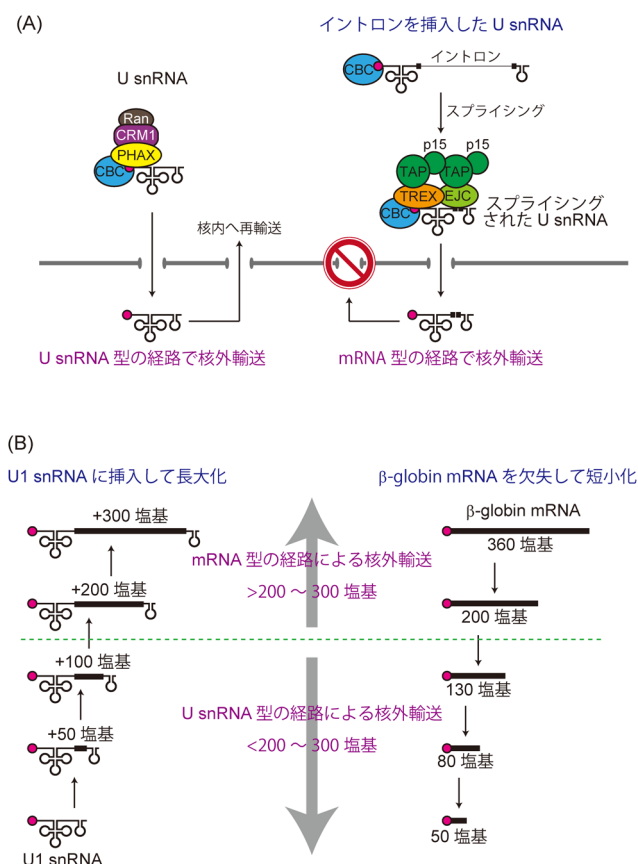 (A)
イントロンを挿入した U snRNA
U snRNA
CBC
イントロン
スプライシング
Ran
CRM1
PHAX
CBC
p15 p15
TAP TAP
TREX EJC
CBC
スプライシング
された U snRNA
核内へ再輸送
U snRNA 型の経路で核外輸送
mRNA 型の経路で核外輸送
(B)
U1 snRNA に挿入して長大化
β-globin mRNA を欠失して短小化
+300 塩基
β-globin mRNA
360 塩基
mRNA 型の経路による核外輸送
>200 ~ 300 塩基
+200 塩基
200 塩基
+100 塩基
130 塩基
U snRNA 型の経路による核外輸送
<200 ~ 300 塩基
+50 塩基
80 塩基
50 塩基
U1 snRNA